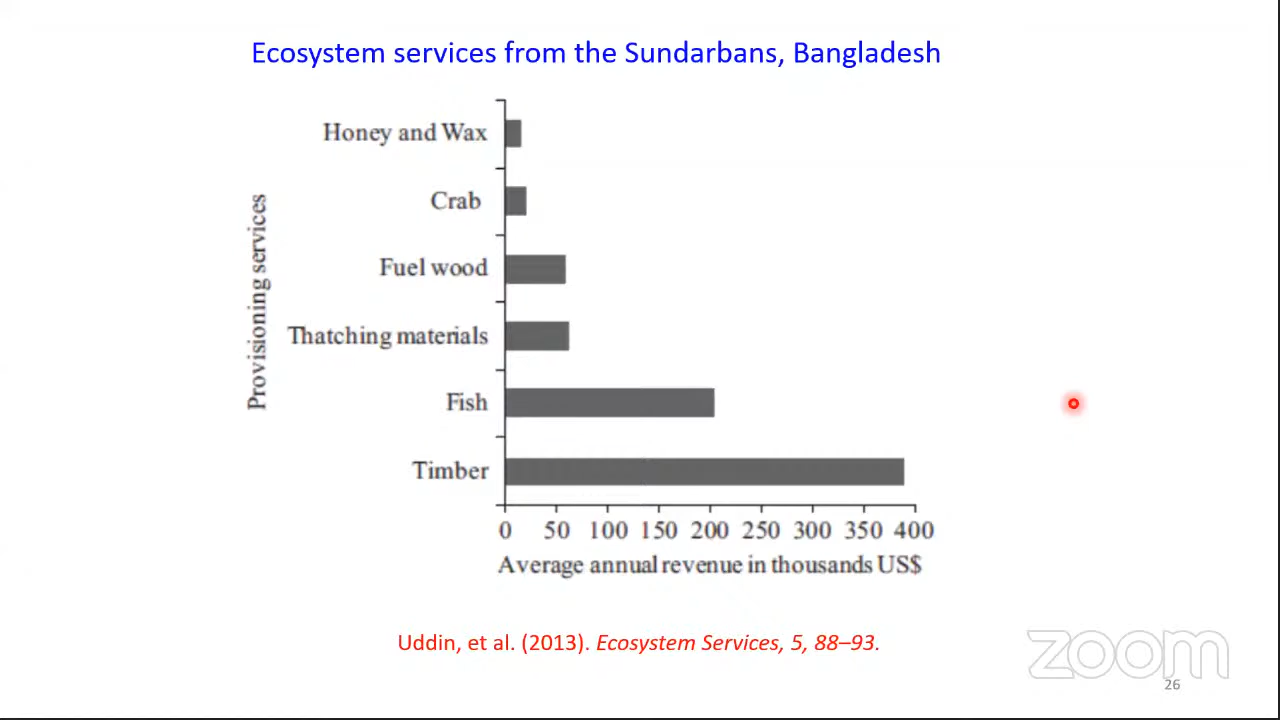 Ecosystem services from the Sundarbans, Bangladesh
Provisioning services
Honey and Wax
Crab
Fuel wood
Thatching materials
Fish
Timber
0 50 100 150 200 250 300 350 400
Average annual revenue in thousands US$
Uddin, et al. (2013). Ecosystem Services, 5, 88–93.
zoom
26